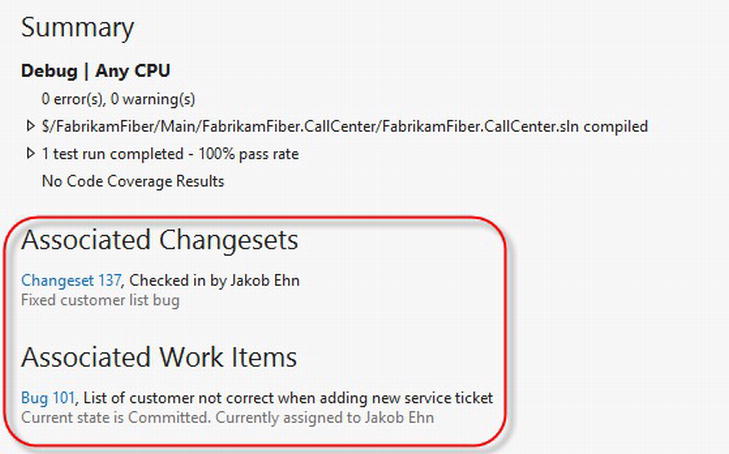 Summary
Debug | Any CPU
0 error(s), 0 warning(s)
$/FabrikamFiber/Main/FabrikamFiber.CallCenter/FabrikamFiber.CallCenter.sln compiled
1 test run completed - 100% pass rate
No Code Coverage Results
Associated Changesets
Changeset 137, Checked in by Jakob Ehn
Fixed customer list bug
Associated Work Items
Bug 101, List of customer not correct when adding new service ticket
Current state is Committed. Currently assigned to Jakob Ehn